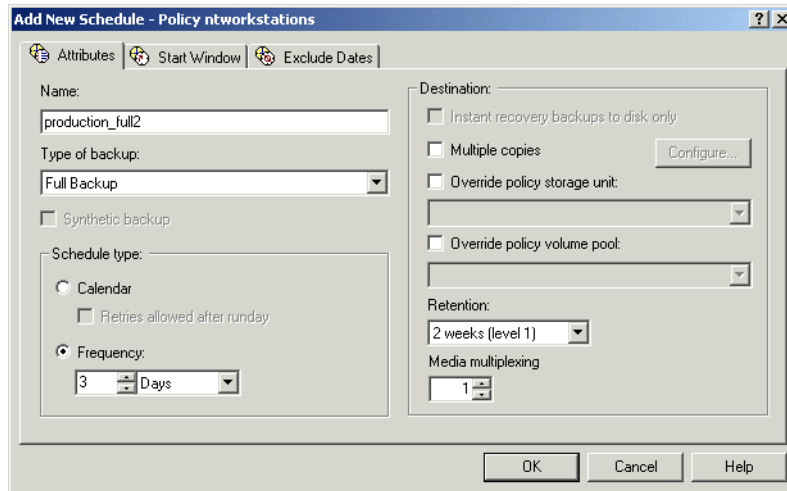 Add New Schedule - Policy ntworkstations
Attributes Start Window Exclude Dates
Name:
production_full2
Type of backup:
Full Backup
Synthetic backup
Schedule type:
Calendar
Retries allowed after runday
Frequency:
3 Days
Destination:
Instant recovery backups to disk only
Multiple copies Configure...
Override policy storage unit:
Override policy volume pool:
Retention:
2 weeks (level 1)
Media multiplexing
1
OK Cancel Help